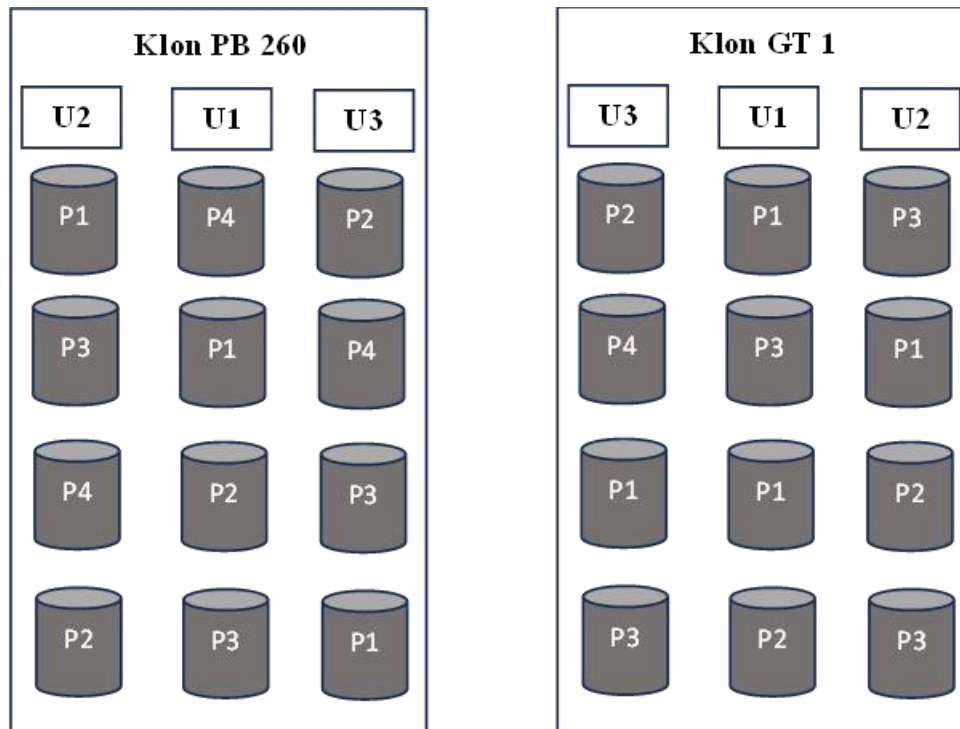 Klon PB 260
U2 U1 U3
P1 P4 P2
P3 P1 P4
P4 P2 P3
P2 P3 P1
Klon GT 1
U3 U1 U2
P2 P1 P3
P4 P3 P1
P1 P1 P2
P3 P2 P3